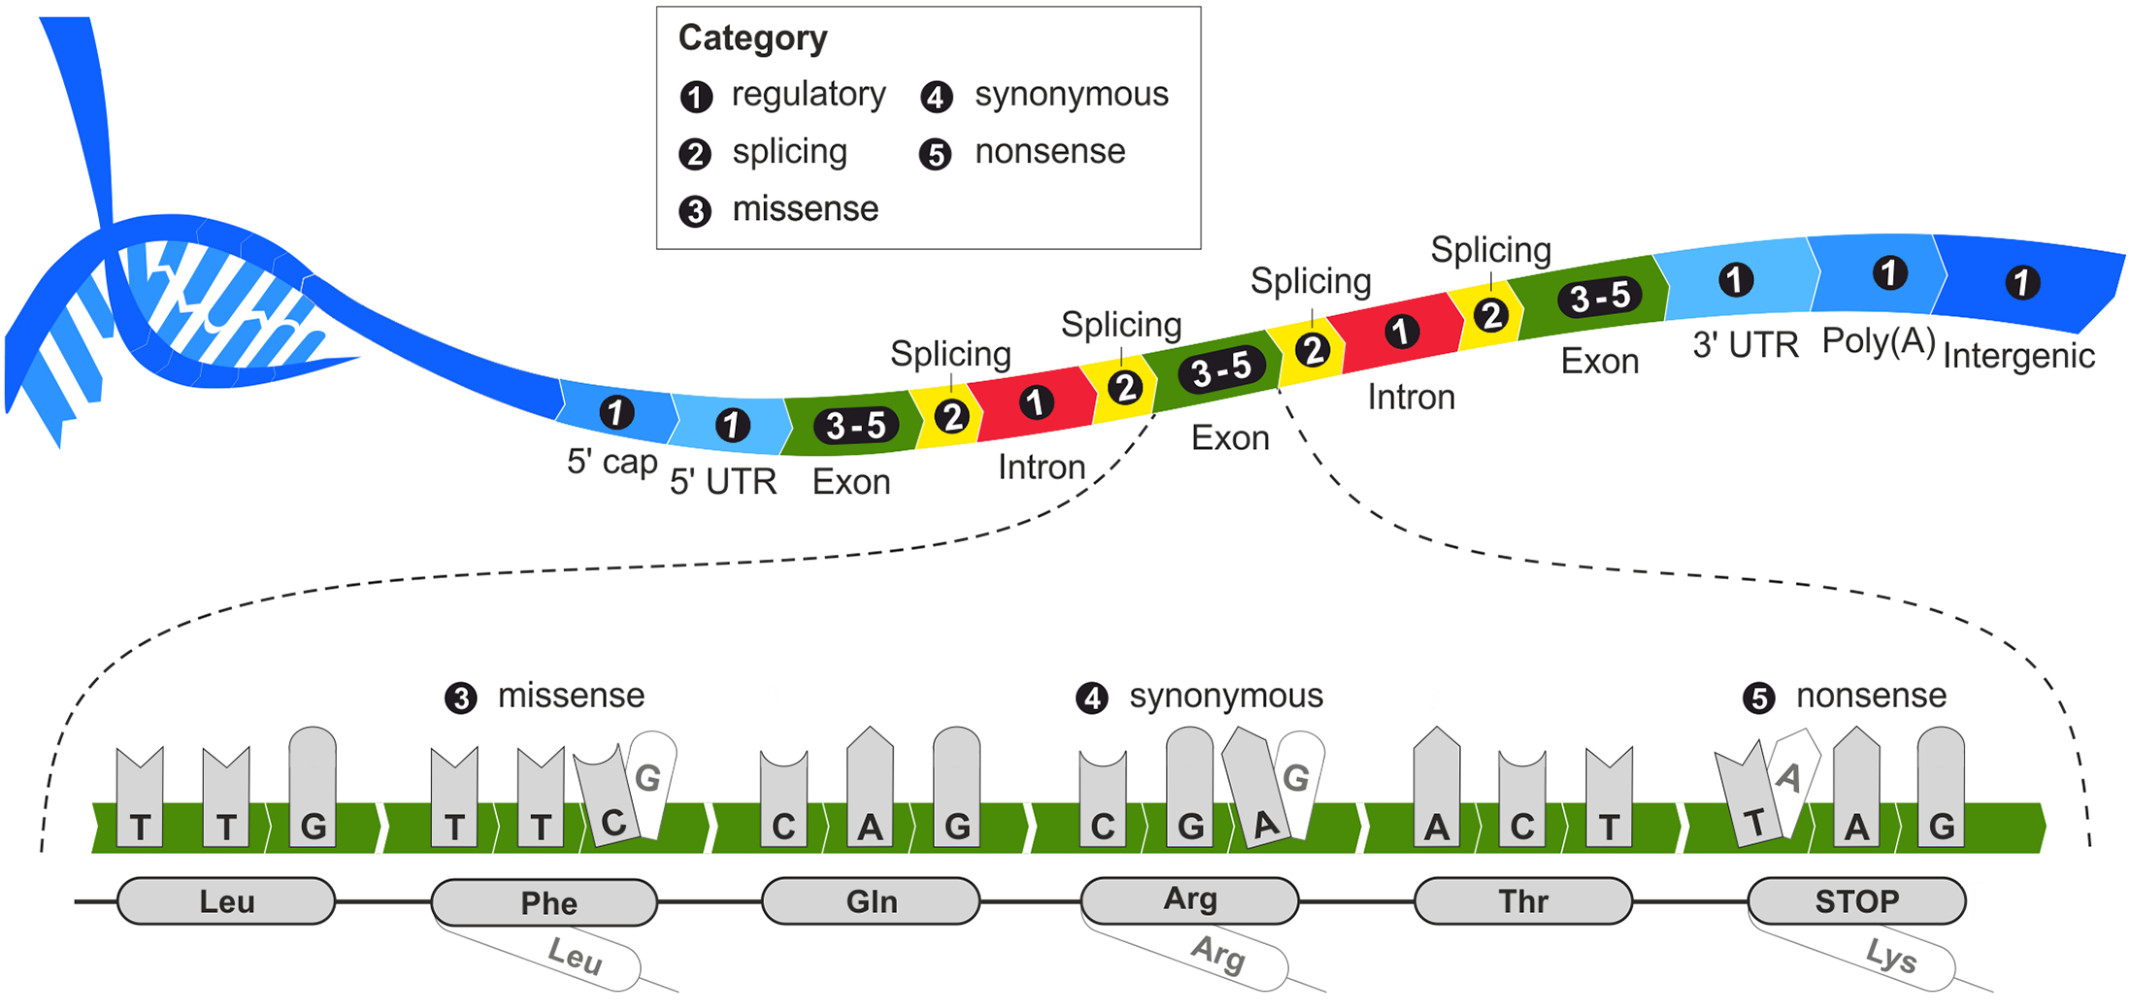 Category
1 regulatory
4 synonymous
2 splicing
5 nonsense
3 missense
Splicing
Splicing
Splicing
Splicing
1
1
3-5
2
1
2
3-5
2
1
2
3-5
1
1
1
5' cap
5' UTR
Exon
Intron
Exon
Intron
Exon
3' UTR
Poly(A)
Intergenic
3 missense
4 synonymous
5 nonsense
T T G
T T C G
C A G
C G A G
A C T
T A A G
Leu
Phe
Gln
Arg
Thr
STOP
Leu
Arg
Lys